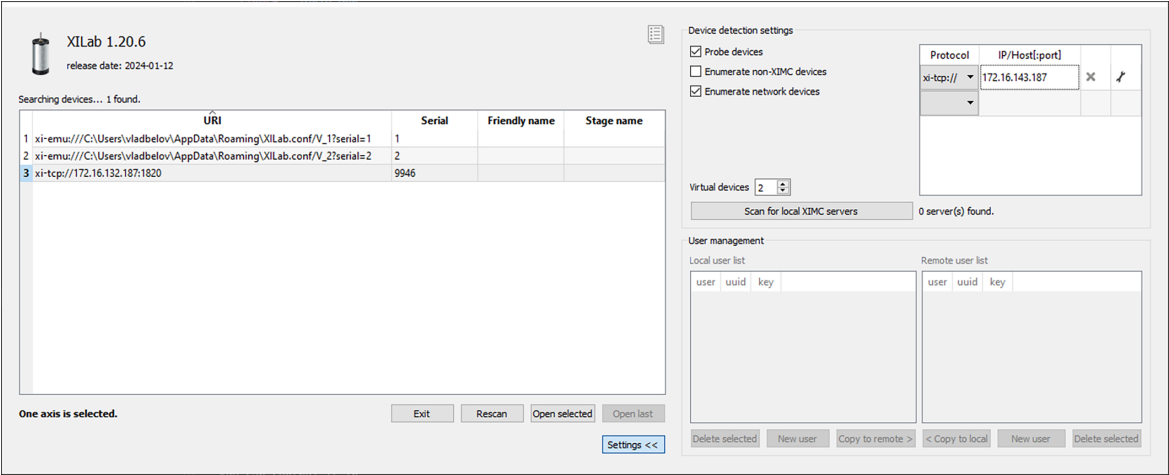 XILab 1.20.6
release date: 2024-01-12
Searching devices... 1 found.
URI Serial Friendly name Stage name
1 xi-emu:///C:\Users\vladbelov\AppData\Roaming\XILab.conf/V_1?serial=1 1
2 xi-emu:///C:\Users\vladbelov\AppData\Roaming\XILab.conf/V_2?serial=2 2
3 xi-tcp://172.16.132.187:1820 9946
One axis is selected.
Exit Rescan Open selected Open last
Settings <<
Device detection settings
Probe devices
Enumerate non-XIMC devices
Enumerate network devices
Protocol IP/Host[:port]
xi-tcp:// 172.16.143.187
Virtual devices 2
Scan for local XIMC servers 0 server(s) found.
User management
Local user list Remote user list
user uuid key user uuid key
Delete selected New user Copy to remote > < Copy to local New user Delete selected